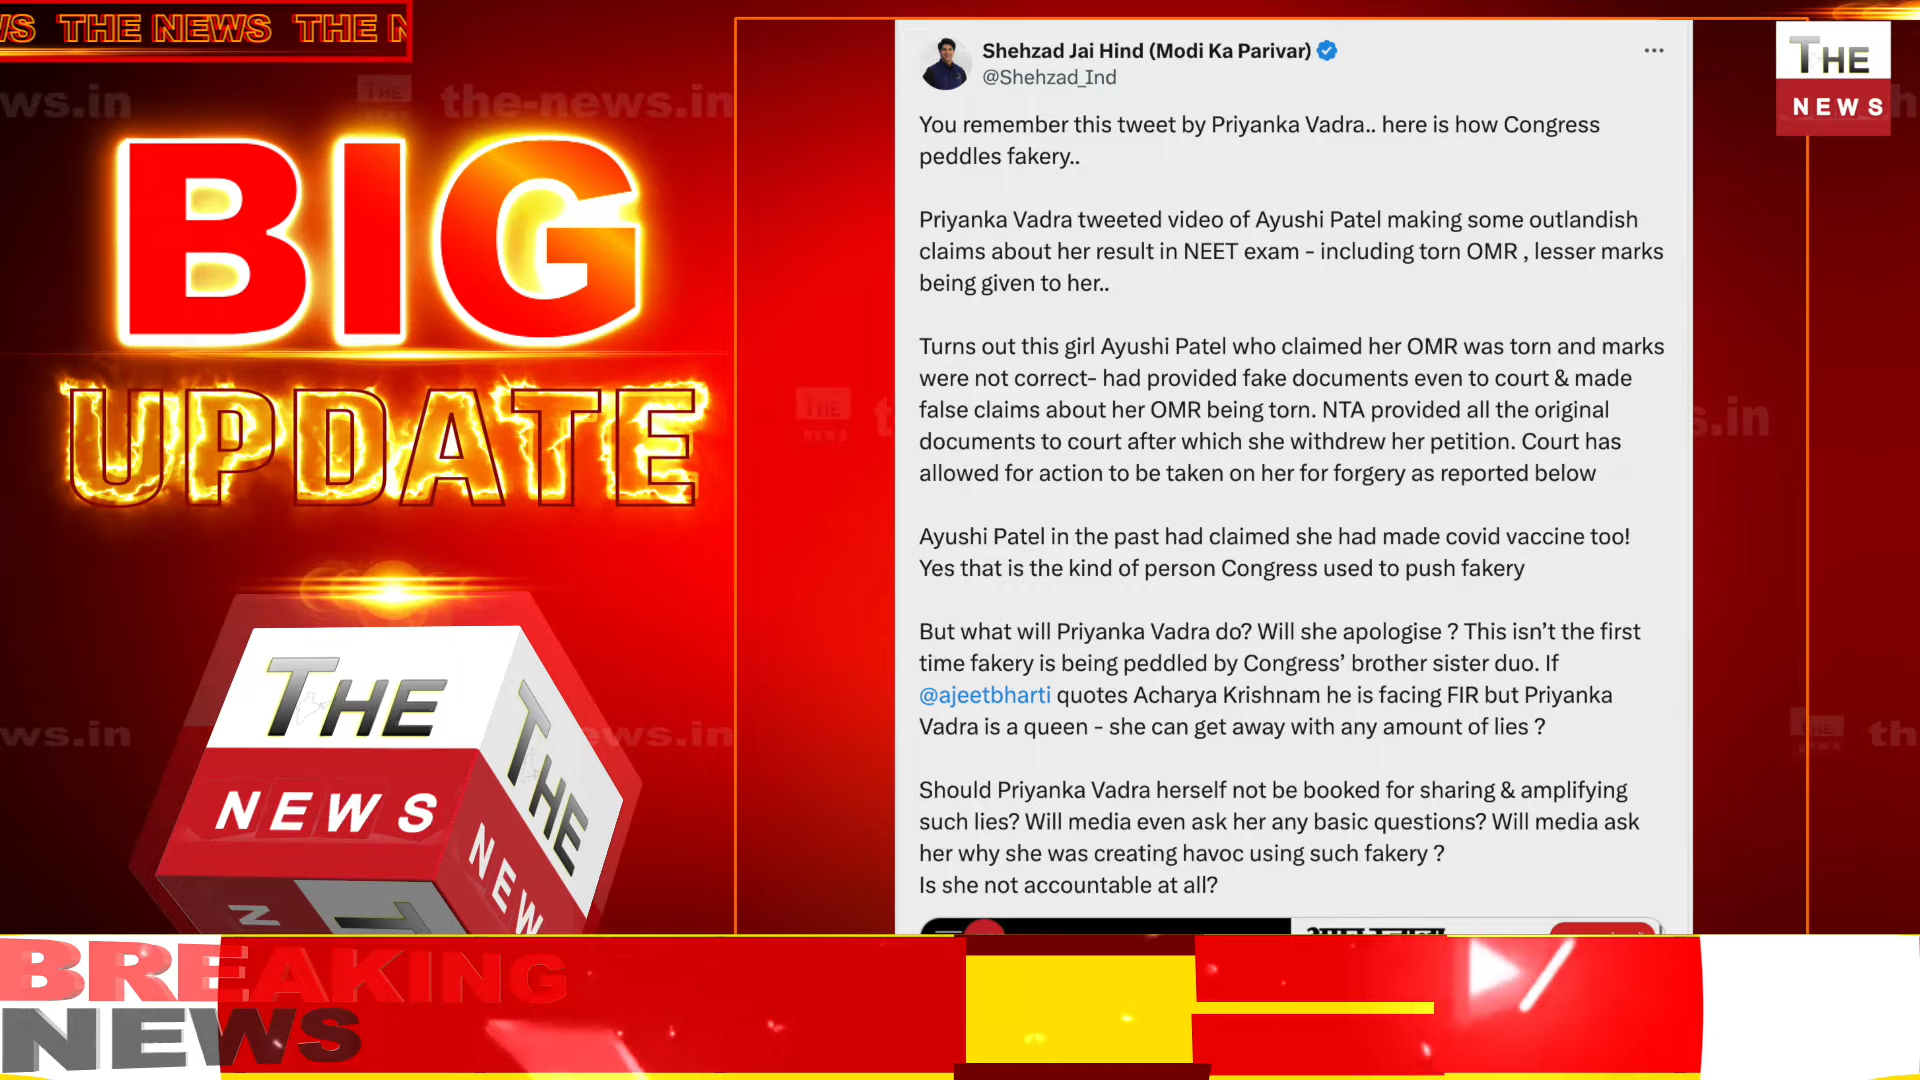 THE NEWS
BIG
UPDATE
THE
NEWS
THE
NEW
BREAKING
NEWS
Shehzad Jai Hind (Modi Ka Parivar)
@Shehzad_Ind
You remember this tweet by Priyanka Vadra.. here is how Congress
peddles fakery..
Priyanka Vadra tweeted video of Ayushi Patel making some outlandish
claims about her result in NEET exam - including torn OMR , lesser marks
being given to her..
Turns out this girl Ayushi Patel who claimed her OMR was torn and marks
were not correct- had provided fake documents even to court & made
false claims about her OMR being torn. NTA provided all the original
documents to court after which she withdrew her petition. Court has
allowed for action to be taken on her for forgery as reported below
Ayushi Patel in the past had claimed she had made covid vaccine too!
Yes that is the kind of person Congress used to push fakery
But what will Priyanka Vadra do? Will she apologise ? This isn’t the first
time fakery is being peddled by Congress’ brother sister duo. If
@ajeetbharti quotes Acharya Krishnam he is facing FIR but Priyanka
Vadra is a queen - she can get away with any amount of lies ?
Should Priyanka Vadra herself not be booked for sharing & amplifying
such lies? Will media even ask her any basic questions? Will media ask
her why she was creating havoc using such fakery ?
Is she not accountable at all?
THE
NEWS
the-news.in